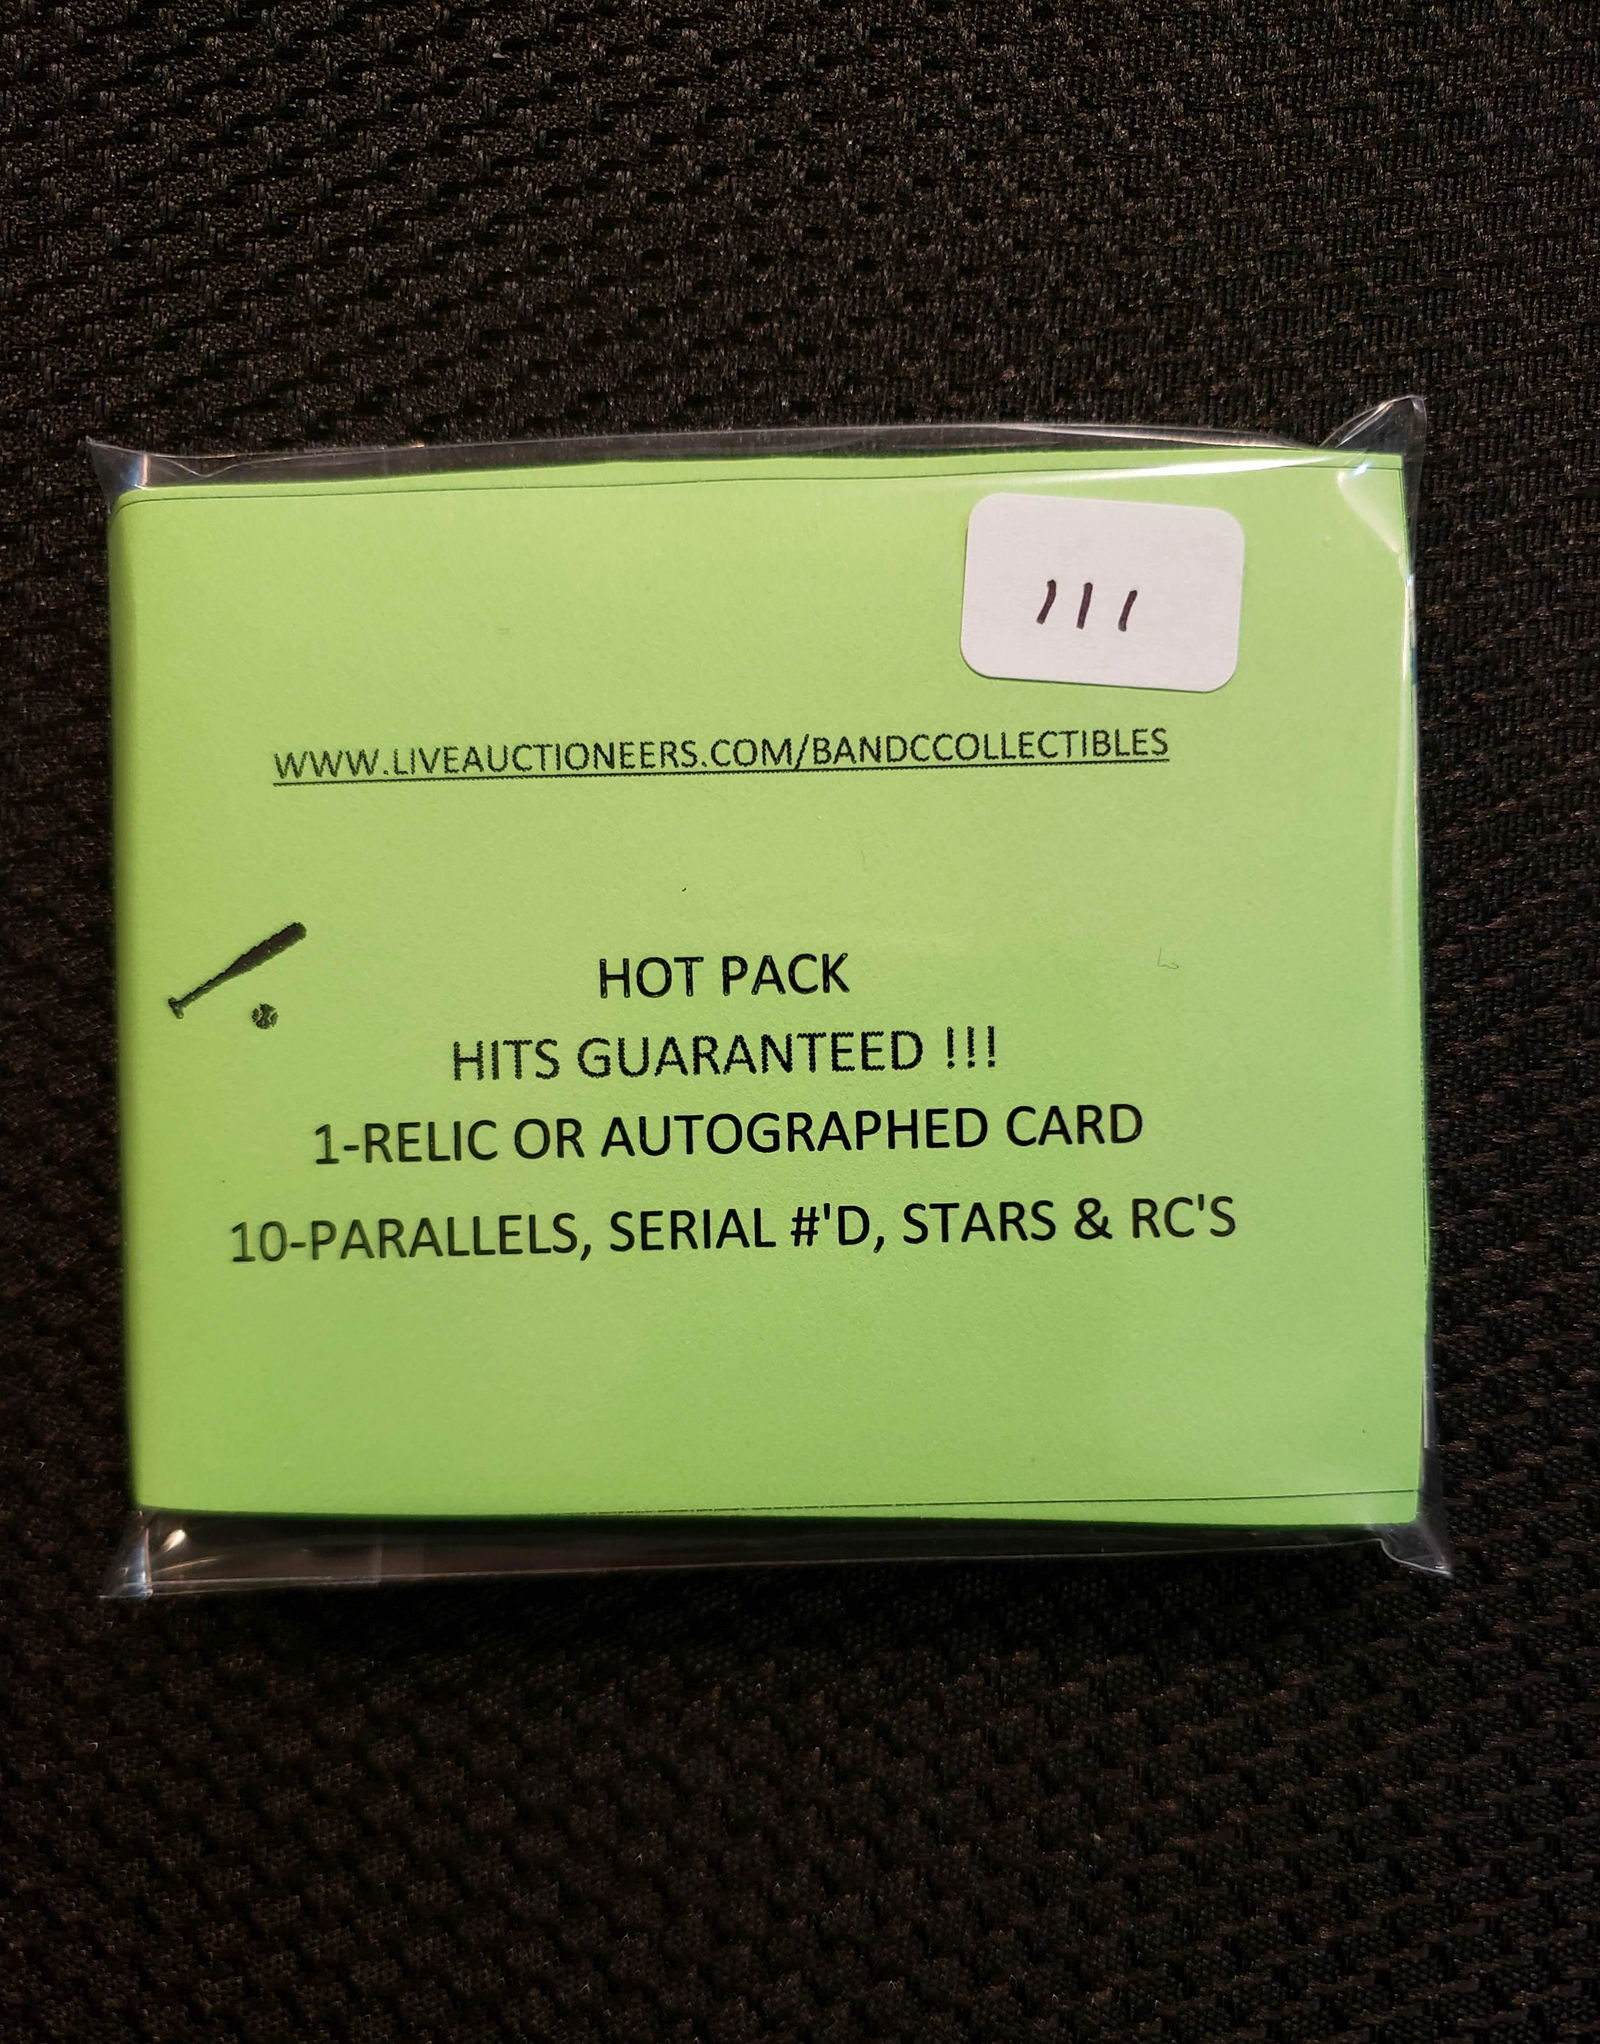 111
WWW.LIVEAUCTIONEERS.COM/BANDCCOLLECTIBLES
HOT PACK
HITS GUARANTEED !!!
1-RELIC OR AUTOGRAPHED CARD
10-PARALLELS, SERIAL #'D, STARS & RC'S